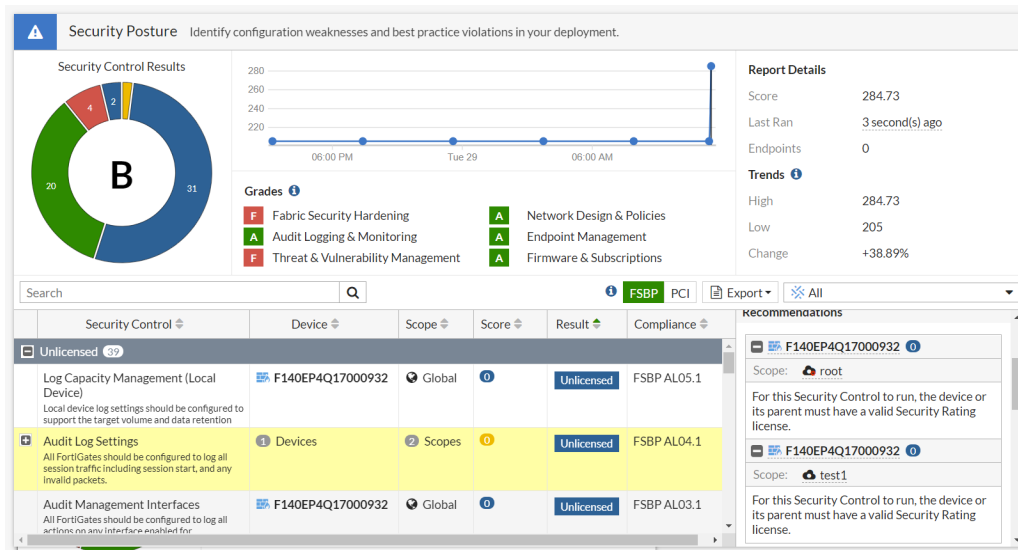 Security Posture Identify configuration weaknesses and best practice violations in your deployment.
Security Control Results
B
2
4
20
31
280
260
240
220
06:00 PM
Tue 29
06:00 AM
Grades
F Fabric Security Hardening
A Audit Logging & Monitoring
F Threat & Vulnerability Management
A Network Design & Policies
A Endpoint Management
A Firmware & Subscriptions
Report Details
Score 284.73
Last Ran 3 second(s) ago
Endpoints 0
Trends
High 284.73
Low 205
Change +38.89%
Search
FSBP PCI Export All
Security Control Device Scope Score Result Compliance
Unlicensed 39
Log Capacity Management (Local
Device)
Local device log settings should be configured to
support the target volume and data retention
F140EP4Q17000932 Global 0 Unlicensed FSBP AL05.1
Audit Log Settings
All FortiGates should be configured to log all
session traffic including session start, and any
invalid packets.
1 Devices 2 Scopes 0 Unlicensed FSBP AL04.1
Audit Management Interfaces
All FortiGates should be configured to log all
actions on any interface enabled for
F140EP4Q17000932 Global 0 Unlicensed FSBP AL03.1
Recommendations
F140EP4Q17000932 0
Scope: root
For this Security Control to run, the device or
its parent must have a valid Security Rating
license.
F140EP4Q17000932 0
Scope: test1
For this Security Control to run, the device or
its parent must have a valid Security Rating
license.